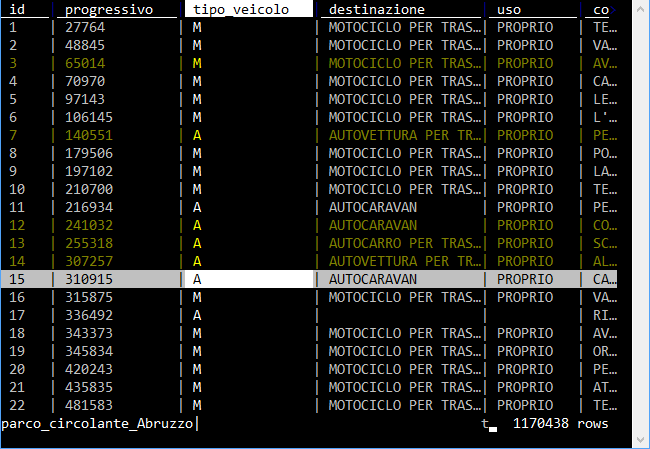 id | progressivo | tipo_veicolo | destinazione | uso | co
1 | 27764 | M | MOTOCICLO PER TRAS… | PROPRIO | TE…
2 | 48845 | M | MOTOCICLO PER TRAS… | PROPRIO | VA…
3 | 65014 | M | MOTOCICLO PER TRAS… | PROPRIO | AV…
4 | 70970 | M | MOTOCICLO PER TRAS… | PROPRIO | CA…
5 | 97143 | M | MOTOCICLO PER TRAS… | PROPRIO | LE…
6 | 106145 | M | MOTOCICLO PER TRAS… | PROPRIO | L'…
7 | 140551 | A | AUTOVETTURA PER TR… | PROPRIO | PE…
8 | 179506 | M | MOTOCICLO PER TRAS… | PROPRIO | PO…
9 | 197102 | M | MOTOCICLO PER TRAS… | PROPRIO | LA…
10 | 210700 | M | MOTOCICLO PER TRAS… | PROPRIO | TE…
11 | 216934 | A | AUTOCARAVAN | PROPRIO | PE…
12 | 241032 | A | AUTOCARAVAN | PROPRIO | CO…
13 | 255318 | A | AUTOCARRO PER TRAS… | PROPRIO | SC…
14 | 307257 | A | AUTOVETTURA PER TR… | PROPRIO | AL…
15 | 310915 | A | AUTOCARAVAN | PROPRIO | CA…
16 | 315875 | M | MOTOCICLO PER TRAS… | PROPRIO | VA…
17 | 336492 | A | | | RI…
18 | 343373 | M | MOTOCICLO PER TRAS… | PROPRIO | AV…
19 | 345834 | M | MOTOCICLO PER TRAS… | PROPRIO | OR…
20 | 420243 | M | MOTOCICLO PER TRAS… | PROPRIO | PE…
21 | 435835 | M | MOTOCICLO PER TRAS… | PROPRIO | AT…
22 | 481583 | M | MOTOCICLO PER TRAS… | PROPRIO | TE…
parco_circolante_Abruzzo| t_ 1170438 rows